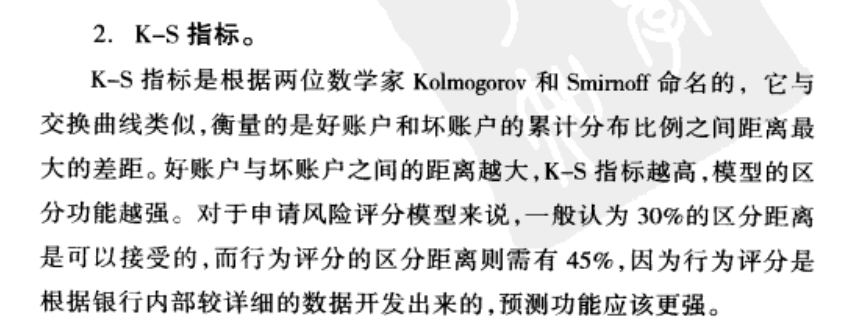 2. K-S 指标。
K-S 指标是根据两位数学家 Kolmogorov 和 Smirnoff 命名的，它与
交换曲线类似,衡量的是好账户和坏账户的累计分布比例之间距离最
大的差距。好账户与坏账户之间的距离越大,K-S 指标越高,模型的区
分功能越强。对于申请风险评分模型来说,一般认为 30%的区分距离
是可以接受的,而行为评分的区分距离则需有 45%,因为行为评分是
根据银行内部较详细的数据开发出来的,预测功能应该更强。